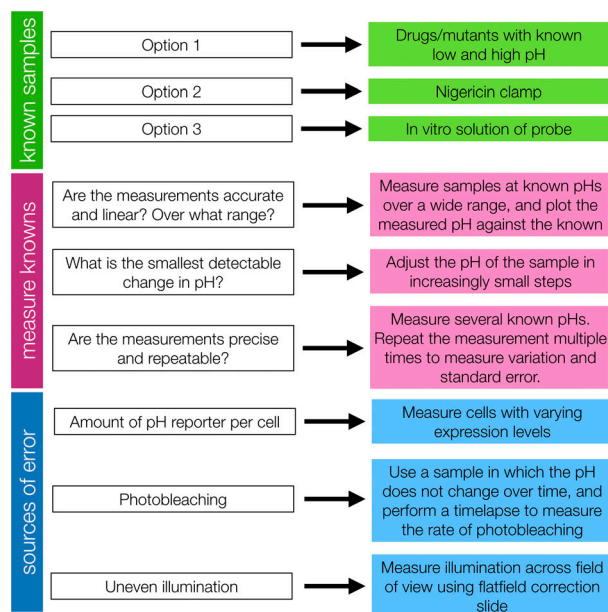 known samples
Option 1
Drugs/mutants with known
low and high pH
Option 2
Nigericin clamp
Option 3
In vitro solution of probe
measure knowns
Are the measurements accurate
and linear? Over what range?
Measure samples at known pHs
over a wide range, and plot the
measured pH against the known
What is the smallest detectable
change in pH?
Adjust the pH of the sample in
increasingly small steps
Are the measurements precise
and repeatable?
Measure several known pHs.
Repeat the measurement multiple
times to measure variation and
standard error.
sources of error
Amount of pH reporter per cell
Measure cells with varying
expression levels
Photobleaching
Use a sample in which the pH
does not change over time, and
perform a timelapse to measure
the rate of photobleaching
Uneven illumination
Measure illumination across field
of view using flatfield correction
slide